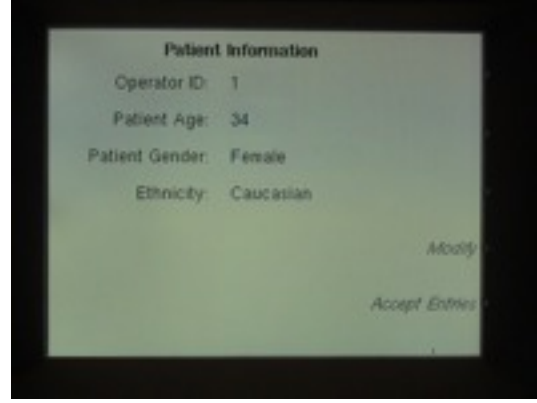 Patient Information
Operator ID: 1
Patient Age: 34
Patient Gender: Female
Ethnicity: Caucasian
Modify
Accept Entries